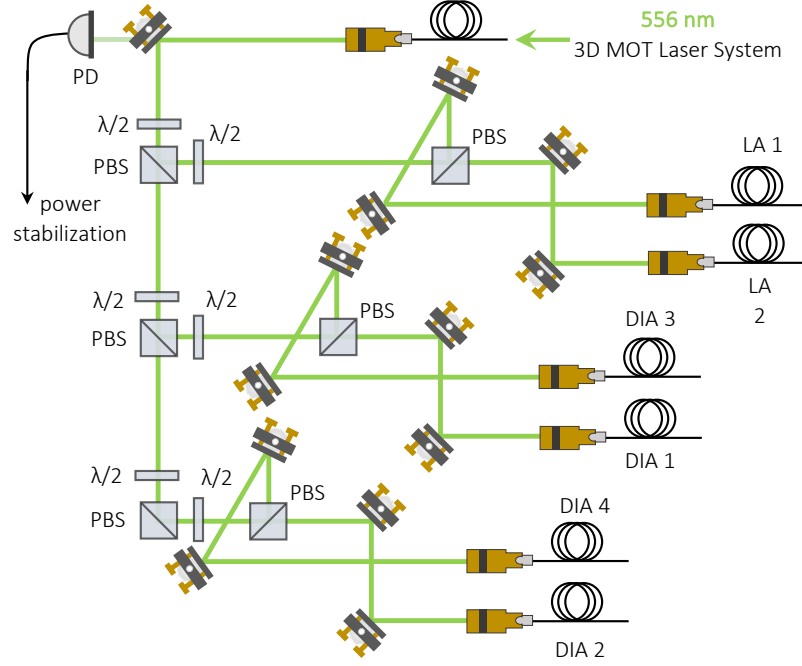 556 nm
3D MOT Laser System
PD
λ/2
λ/2
PBS
PBS
LA 1
power
stabilization
LA
2
λ/2
λ/2
PBS
PBS
DIA 3
DIA 1
λ/2
λ/2
PBS
PBS
DIA 4
DIA 2